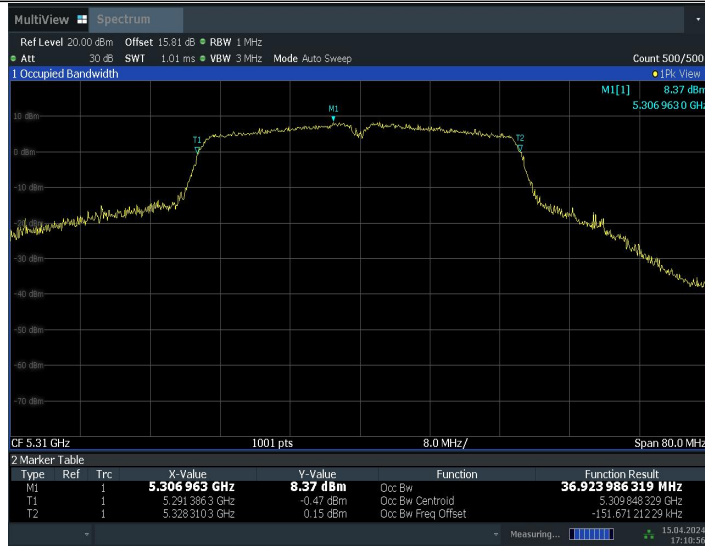 MultiView Spectrum
Ref Level 20.00 dBm Offset 15.81 dB RBW 1 MHz
Att 30 dB SWT 1.01 ms VBW 3 MHz Mode Auto Sweep Count 500/500
1 Occupied Bandwidth 1Pk View
M1[1] 8.37 dBm
5.306 963 0 GHz
M1
10 dBm
T1
T2
0 dBm
-10 dBm
-20 dBm
-30 dBm
-40 dBm
-50 dBm
-60 dBm
-70 dBm
CF 5.31 GHz 1001 pts 8.0 MHz/ Span 80.0 MHz
2 Marker Table
Type Ref Trc X-Value Y-Value Function Function Result
M1 1 5.306 963 GHz 8.37 dBm Occ Bw 36.923 986 319 MHz
T1 1 5.291 386 3 GHz -0.47 dBm Occ Bw Centroid 5.309 848 329 GHz
T2 1 5.328 310 3 GHz 0.15 dBm Occ Bw Freq Offset -151.671 212 29 kHz
Measuring... 15.04.2024
17:10:56